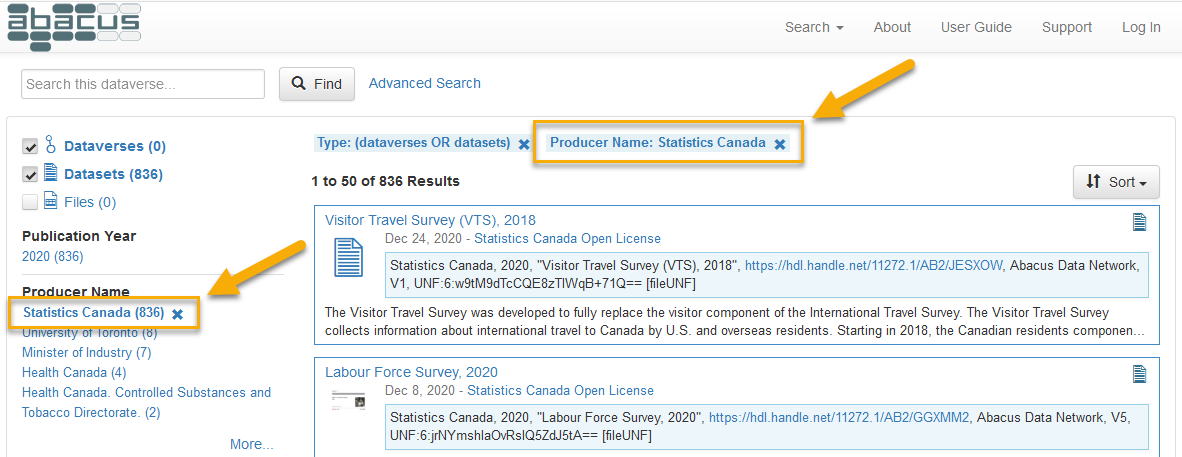 abacus
Search About User Guide Support Log In
Search this dataverse... Find Advanced Search
Dataverses (0)
Datasets (836)
Files (0)
Publication Year
2020 (836)
Producer Name
Statistics Canada (836)
University of Toronto (8)
Minister of Industry (7)
Health Canada (4)
Health Canada. Controlled Substances and
Tobacco Directorate. (2)
More...
Type: (dataverses OR datasets) Producer Name: Statistics Canada
1 to 50 of 836 Results
Sort
Visitor Travel Survey (VTS), 2018
Dec 24, 2020 - Statistics Canada Open License
Statistics Canada, 2020, "Visitor Travel Survey (VTS), 2018", https://hdl.handle.net/11272.1/AB2/JESXOW, Abacus Data Network,
V1, UNF:6:w9tM9dTcCQE8zTIWqB+71Q== [fileUNF]
The Visitor Travel Survey was developed to fully replace the visitor component of the International Travel Survey. The Visitor Travel Survey
collects information about international travel to Canada by U.S. and overseas residents. Starting in 2018, the Canadian residents componen...
Labour Force Survey, 2020
Dec 8, 2020 - Statistics Canada Open License
Statistics Canada, 2020, "Labour Force Survey, 2020", https://hdl.handle.net/11272.1/AB2/GGXMM2, Abacus Data Network, V5,
UNF:6:jrNYmshlaOvRsIQ5ZdJ5tA== [fileUNF]